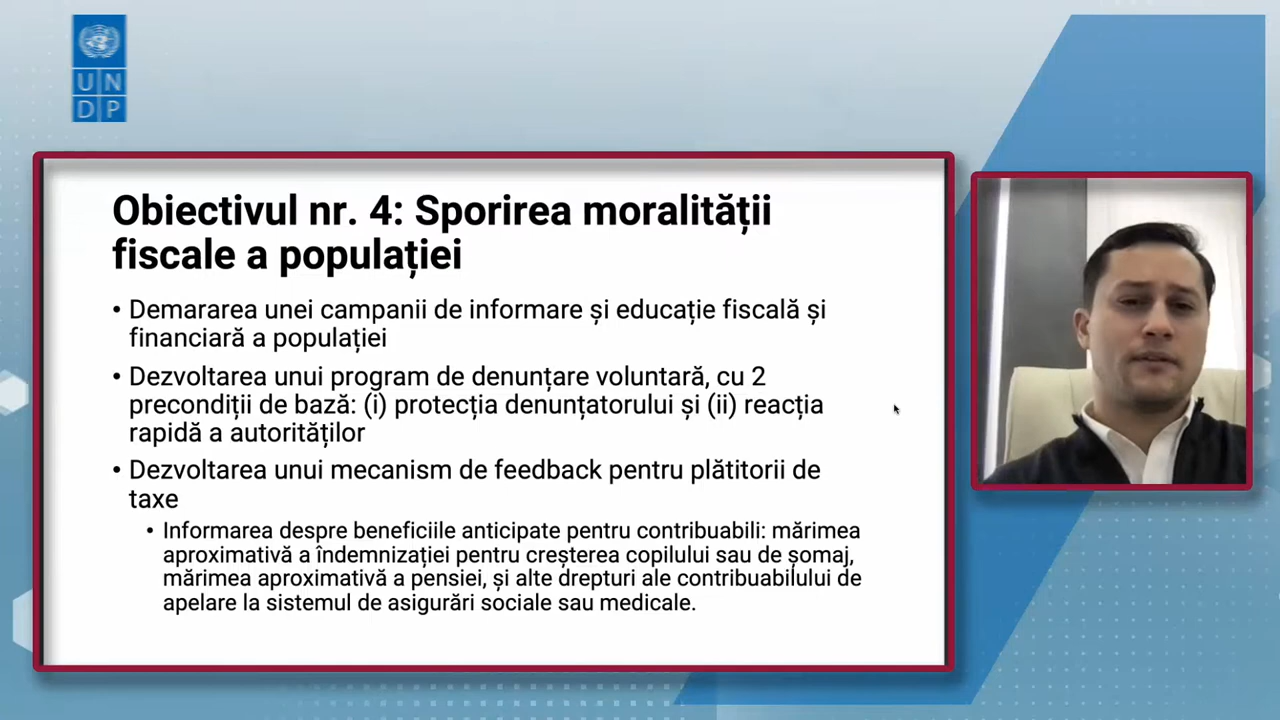 UN
DP
Obiectivul nr. 4: Sporirea moralității
fiscale a populației
• Demararea unei campanii de informare și educație fiscală și
financiară a populației
• Dezvoltarea unui program de denunțare voluntară, cu 2
precondiții de bază: (i) protecția denunțatorului și (ii) reacția
rapidă a autorităților
• Dezvoltarea unui mecanism de feedback pentru plătitorii de
taxe
• Informarea despre beneficiile anticipate pentru contribuabili: mărimea
aproximativă a îndemnizației pentru creșterea copilului sau de șomaj,
mărimea aproximativă a pensiei, și alte drepturi ale contribuabilului de
apelare la sistemul de asigurări sociale sau medicale.